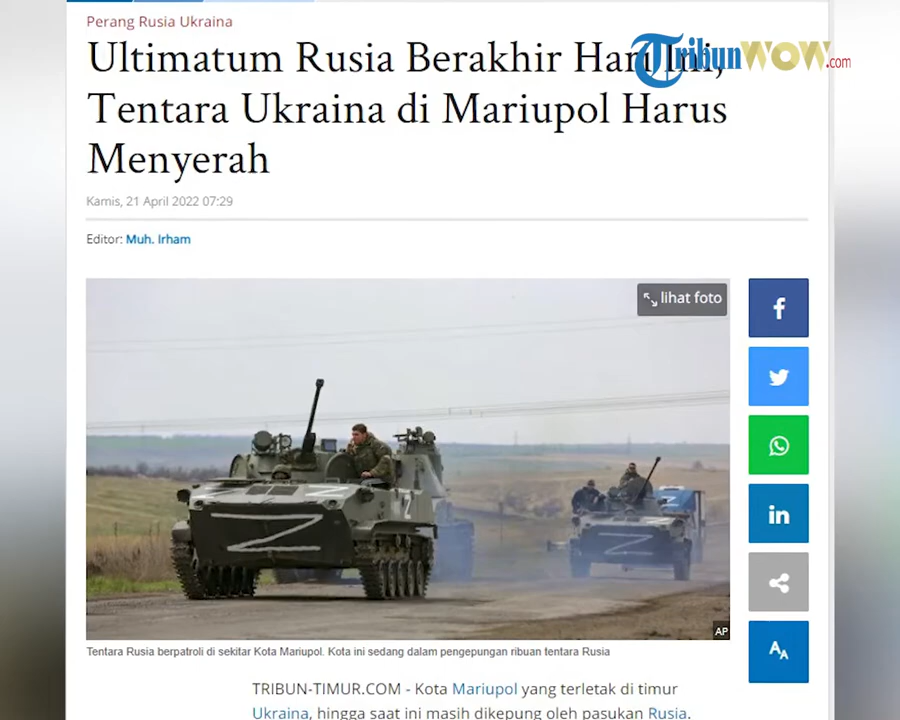 Perang Rusia Ukraina
Ultimatum Rusia Berakhir Hari Ini,
TribunWOW.com
Tentara Ukraina di Mariupol Harus
Menyerah
Kamis, 21 April 2022 07:29
Editor: Muh. Irham
lihat foto
Z
Z
Z
Z
AP
Tentara Rusia berpatroli di sekitar Kota Mariupol. Kota ini sedang dalam pengepungan ribuan tentara Rusia
TRIBUN-TIMUR.COM - Kota Mariupol yang terletak di timur
Ukraina, hingga saat ini masih dikepung oleh pasukan Rusia.